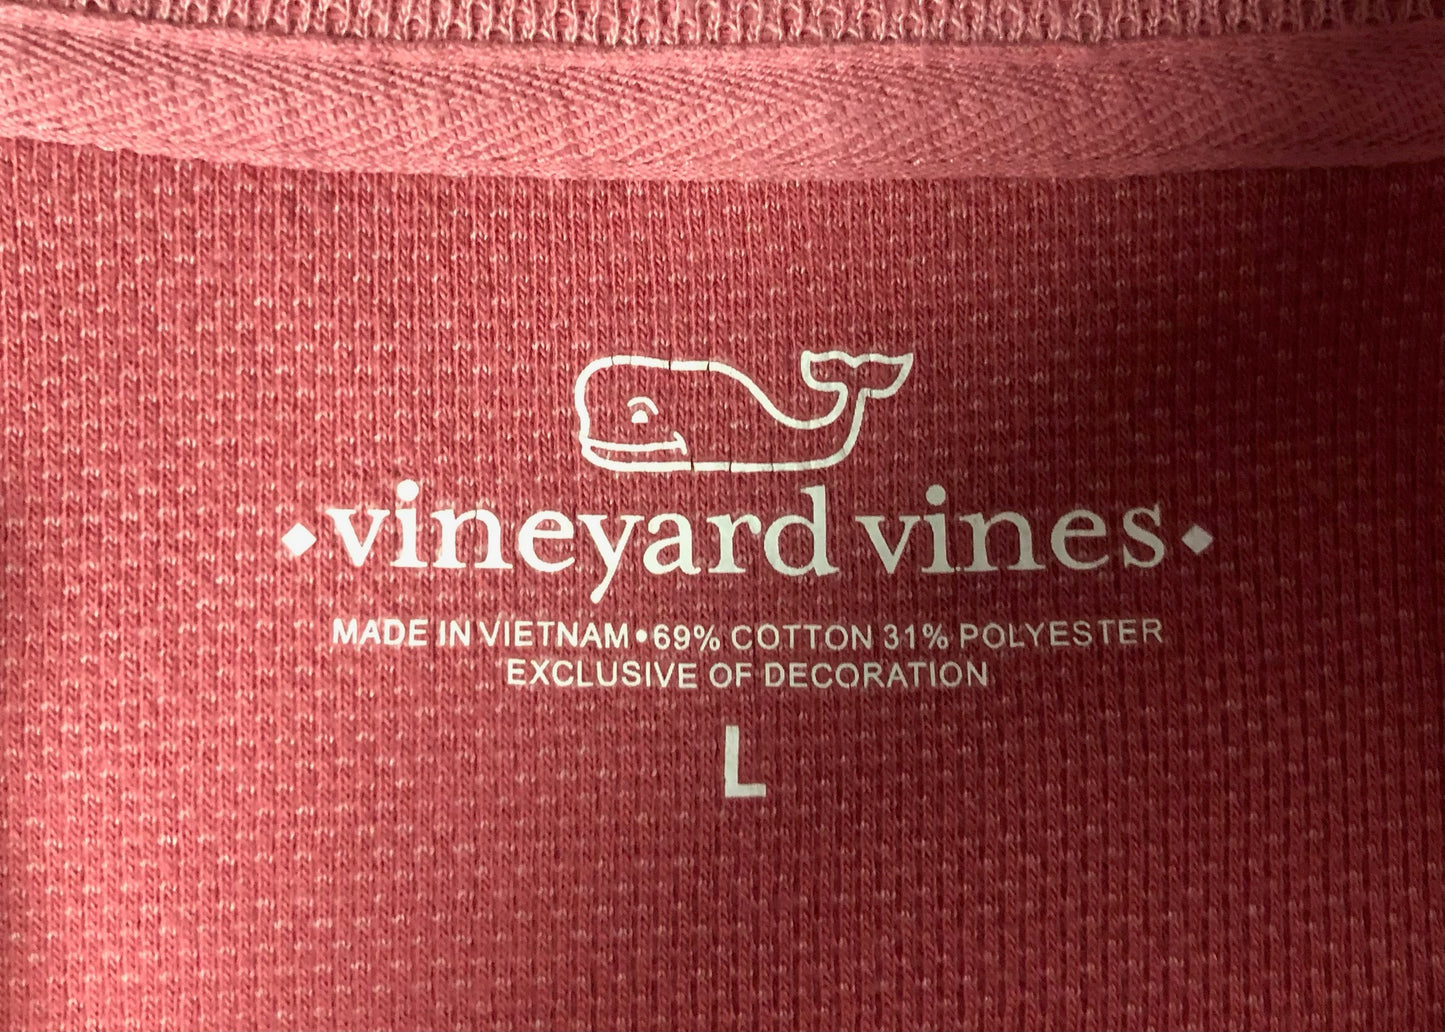 vineyard vines
MADE IN VIETNAM•69% COTTON 31% POLYESTER
EXCLUSIVE OF DECORATION
L